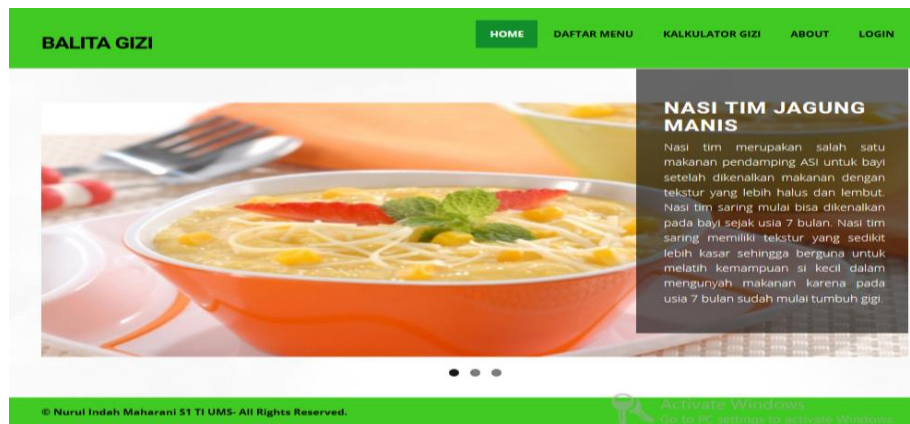 BALITA GIZI
HOME DAFTAR MENU KALKULATOR GIZI ABOUT LOGIN
NASI TIM JAGUNG
MANIS
Nasi tim merupakan salah satu
makanan pendamping ASI untuk bayi
setelah dikenalkan makanan dengan
tekstur yang lebih halus dan lembut.
Nasi tim saring mulai bisa dikenalkan
pada bayi sejak usia 7 bulan. Nasi tim
saring memiliki tekstur yang sedikit
lebih kasar sehingga berguna untuk
melatih kemampuan si kecil dalam
mengunyah makanan karena pada
usia 7 bulan sudah mulai tumbuh gigi.
© Nurul Indah Maharani S1 TI UMS- All Rights Reserved.
Activate Windows
Go to PC settings to activate Windows.